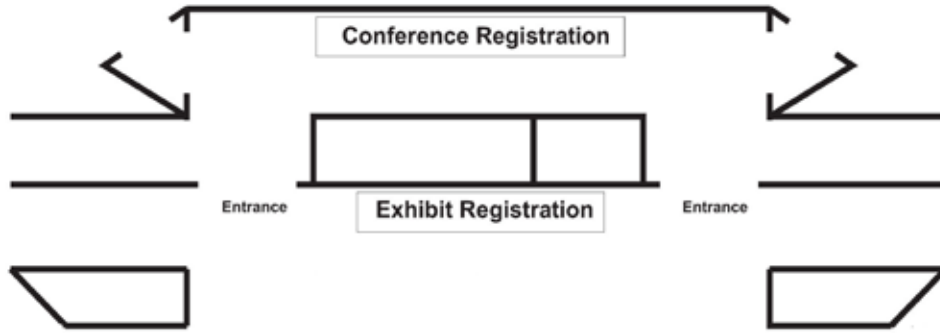 Conference Registration
Entrance
Exhibit Registration
Entrance